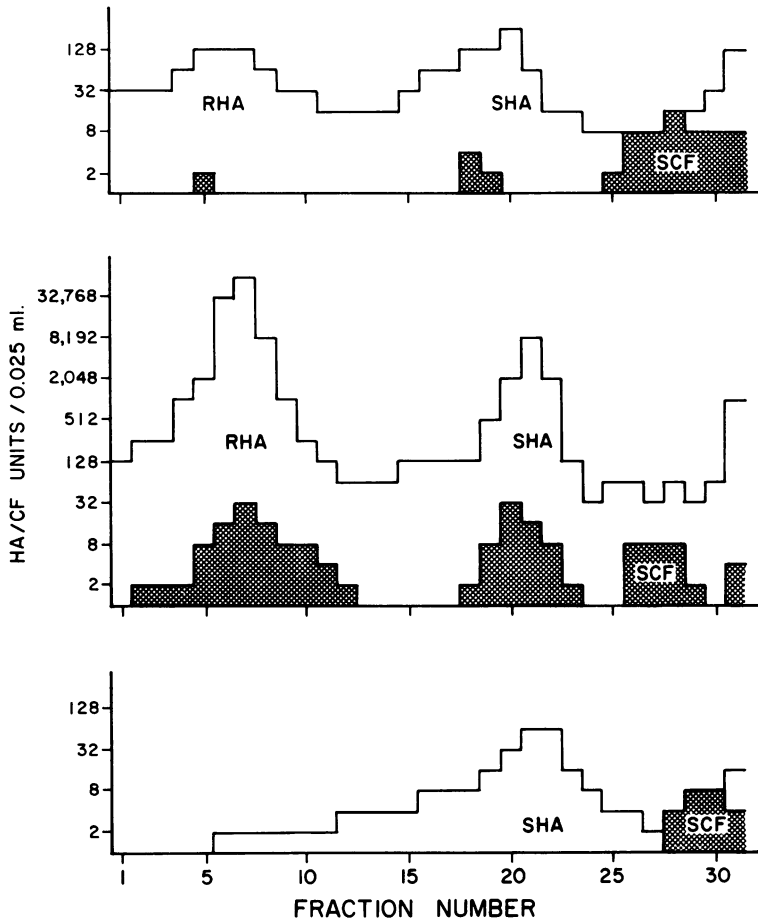 128
32
8
2
RHA
SHA
SCF
HA/CF UNITS / 0.025 ml.
32,768
8,192
2,048
512
128
32
8
2
RHA
SHA
SCF
128
32
8
2
SHA
SCF
1 5 10 15 20 25 30
FRACTION NUMBER